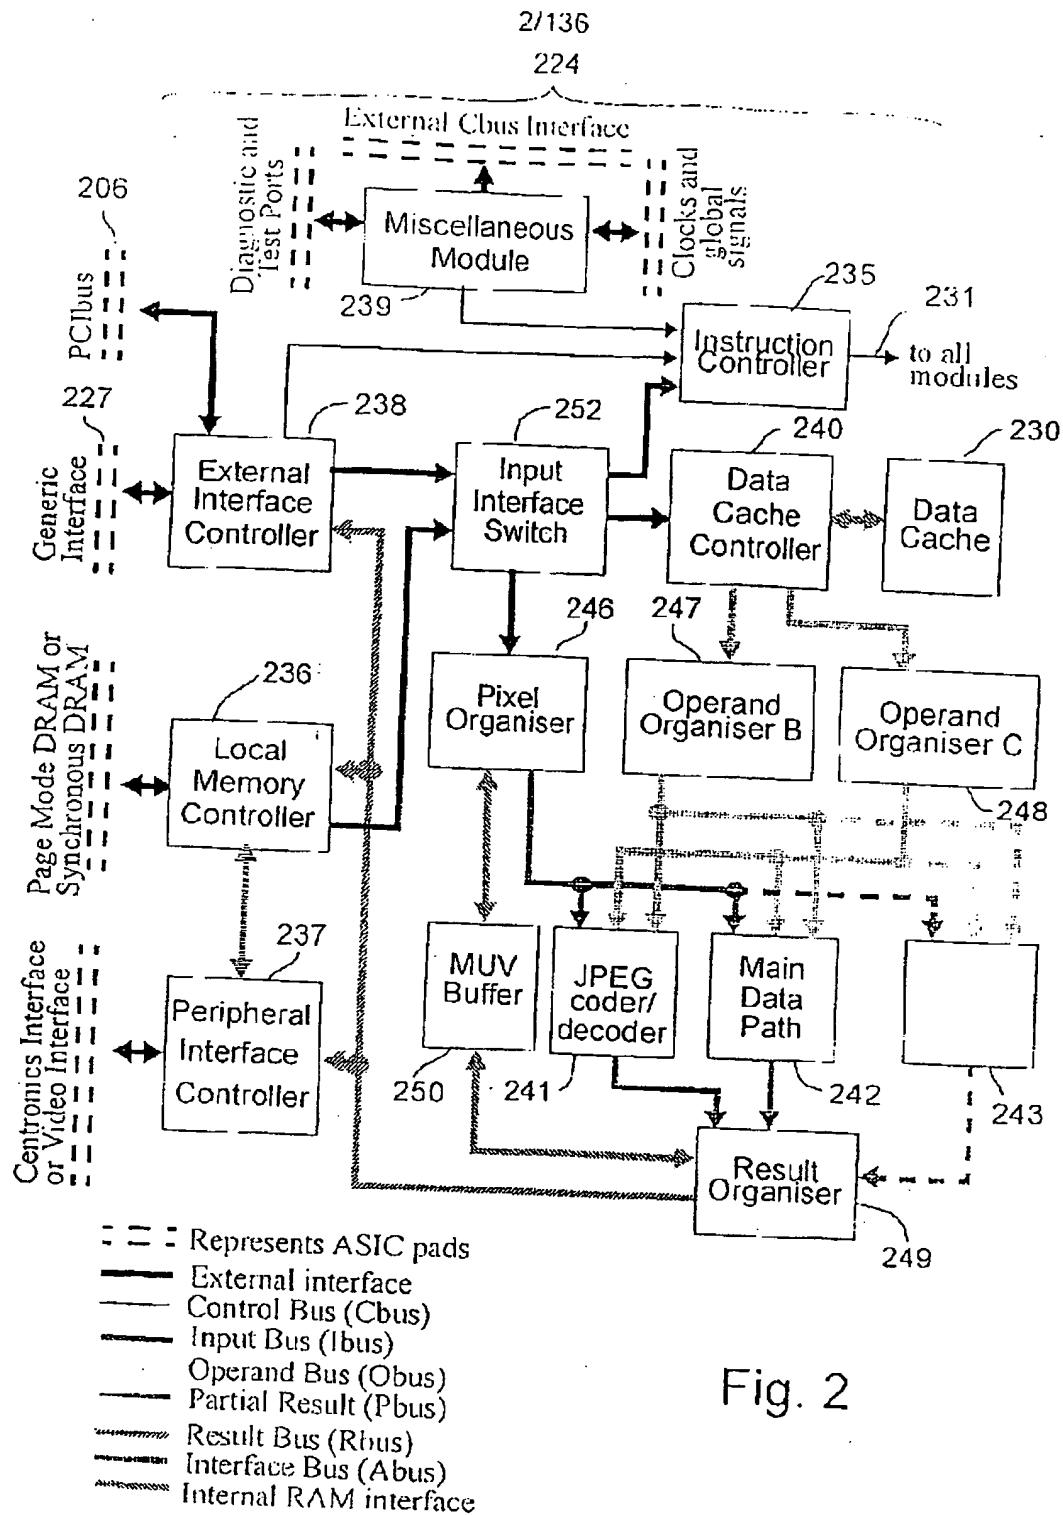 2/136
224
External Cbus Interface
Diagnostic and
Test Ports
Clocks and
global
signals
Miscellaneous
Module
239
206
PCIbus
235
231
Instruction
Controller
to all
modules
227
Generic
Interface
238
External
Interface
Controller
252
Input
Interface
Switch
240
Data
Cache
Controller
230
Data
Cache
Page Mode DRAM or
Synchronous DRAM
236
Local
Memory
Controller
246
Pixel
Organiser
247
Operand
Organiser B
Operand
Organiser C
248
Centronics Interface
or Video Interface
237
Peripheral
Interface
Controller
MUV
Buffer
250
JPEG
coder/
decoder
241
Main
Data
Path
242
243
Result
Organiser
249
Represents ASIC pads
External interface
Control Bus (Cbus)
Input Bus (Ibus)
Operand Bus (Obus)
Partial Result (Pbus)
Result Bus (Rbus)
Interface Bus (Abus)
Internal RAM interface
Fig. 2